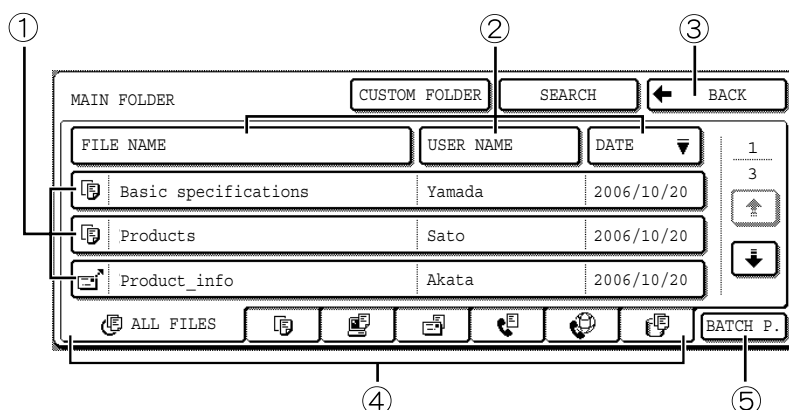 ① ② ③
MAIN FOLDER CUSTOM FOLDER SEARCH BACK
FILE NAME USER NAME DATE 1
3
Basic specifications Yamada 2006/10/20
Products Sato 2006/10/20
Product_info Akata 2006/10/20
ALL FILES BATCH P.
④ ⑤